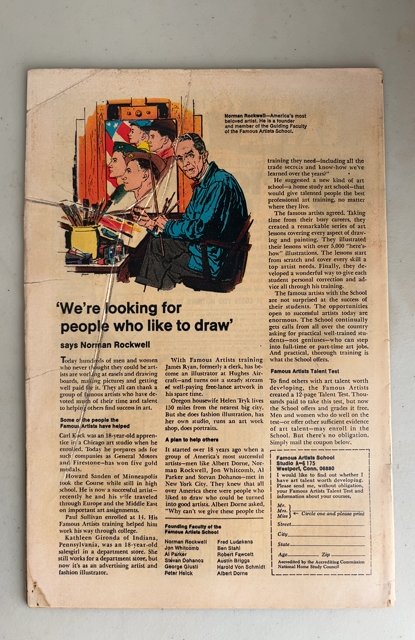 Norman Rockwell—America's most
beloved artist. He is a founder
and member of the Guiding Faculty
of the Famous Artists School.
'We're looking for
people who like to draw'
says Norman Rockwell
Today hundreds of men and women
who never thought they could be art-
ists are working at easels and drawing
boards, making pictures and getting
well paid for it. They all can thank a
group of famous artists who have de-
voted much of their time and talent
to helping others find success in art.
Some of the people the
Famous Artists have helped
Carl Kock was an 18-year-old appren-
tice in a Chicago art studio when he
enrolled. Today he prepares ads for
such companies as General Motors
and Firestone—has won five gold
medals.
Howard Sanden of Minneapolis
took the Course while still in high
school. He is now a successful artist—
recently he and his wife traveled
through Europe and the Middle East
on important art assignments.
Paul Sullivan enrolled at 14. His
Famous Artists training helped him
work his way through college.
Kathleen Gironda of Indiana,
Pennsylvania, was an 18-year-old
salesgirl in a department store. She
still works for a department store, but
now it's as an advertising artist and
fashion illustrator.
With Famous Artists training
James Ryan, formerly a clerk, has be-
come an illustrator at Hughes Air-
craft—and turns out a steady stream
of well-paying free-lance artwork in
his spare time.
Oregon housewife Helen Tryk lives
150 miles from the nearest big city.
But she does fashion illustration, has
her own studio, runs an art work
shop, does portraits.
A plan to help others
It started over 18 years ago when a
group of America's most successful
artists—men like Albert Dorne, Nor-
man Rockwell, Jon Whitcomb, Al
Parker and Stevan Dohanos—met in
New York City. They knew that all
over America there were people who
liked to draw who could be turned
into good artists. Albert Dorne asked,
"Why can't we give these people the
Founding Faculty of the
Famous Artists School
Norman Rockwell
Jon Whitcomb
Al Parker
Stevan Dohanos
George Giusti
Peter Helck
Fred Ludekens
Ben Stahl
Robert Fawcett
Austin Briggs
Harold Von Schmidt
Albert Dorne
training they need—including all the
trade secrets and know-how we've
learned over the years?"
He suggested a new kind of art
school—a home study art school—that
would give talented people the best
professional art training, no matter
where they live.
The famous artists agreed. Taking
time from their busy careers, they
created a remarkable series of art
lessons covering every aspect of draw-
ing and painting. They illustrated
their lessons with over 5,000 "here's-
how" illustrations. The lessons start
from scratch and cover every skill a
top artist needs. Finally, they de-
veloped a wonderful way to give each
student personal correction and ad-
vice all through his training.
The famous artists with the School
are not surprised at the success of
their students. The opportunities
open to successful artists today are
enormous. The School continually
gets calls from all over the country
asking for practical well-trained stu-
dents—not geniuses—who can step
into full-time or part-time art jobs.
And practical, thorough training is
what the School offers.
Famous Artists Talent Test
To find others with art talent worth
developing, the Famous Artists
created a 12-page Talent Test. Thou-
sands paid to take this test, but now
the School offers and grades it free.
Men and women who do well on the
test—or offer other sufficient evidence
of art talent—may enroll in the
School. But there's no obligation.
Simply mail the coupon below.
Famous Artists School
Studio A-6175
Westport, Conn. 06880
I would like to find out whether I
have art talent worth developing.
Please send me, without obligation,
your Famous Artists Talent Test and
information about your courses.
Mr.
Mrs. ← Circle one and please print
Miss
Street
City
State
Age Zip
Accredited by the Accrediting Commission
National Home Study Council